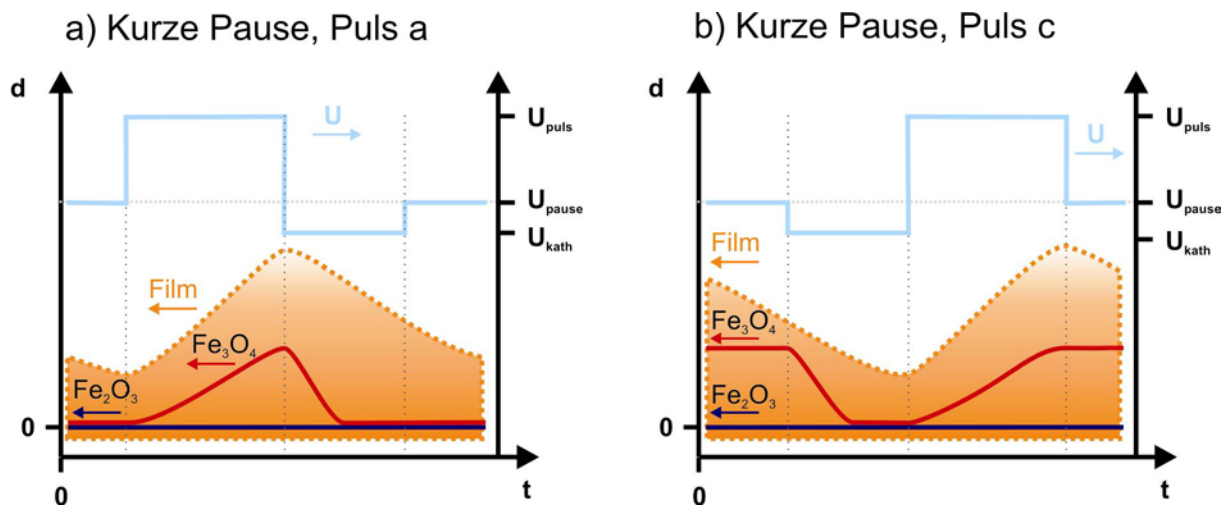 a) Kurze Pause, Puls a
d
U
U_puls
U_pause
U_kath
Film
Fe₃O₄
Fe₂O₃
0
0
t
b) Kurze Pause, Puls c
d
U
U_puls
U_pause
U_kath
Film
Fe₃O₄
Fe₂O₃
0
0
t